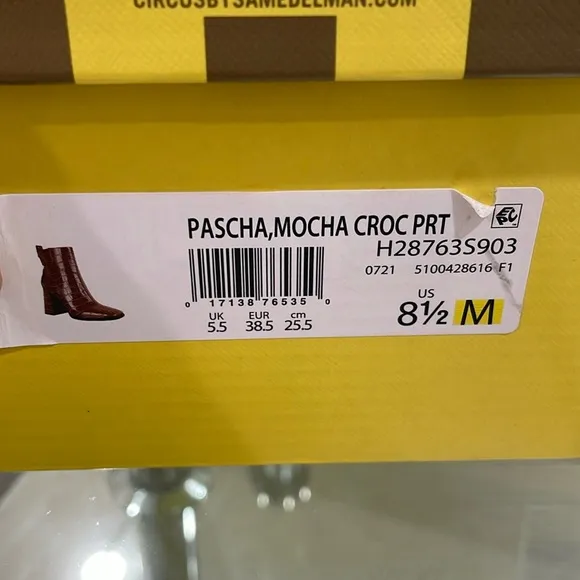 CIRCUSBYSAMEDELMAN.COM
PASCHA,MOCHA CROC PRT
H28763S903
0721 5100428616 F1
0 17138 76535 0
UK EUR cm
5.5 38.5 25.5
US
8½ M